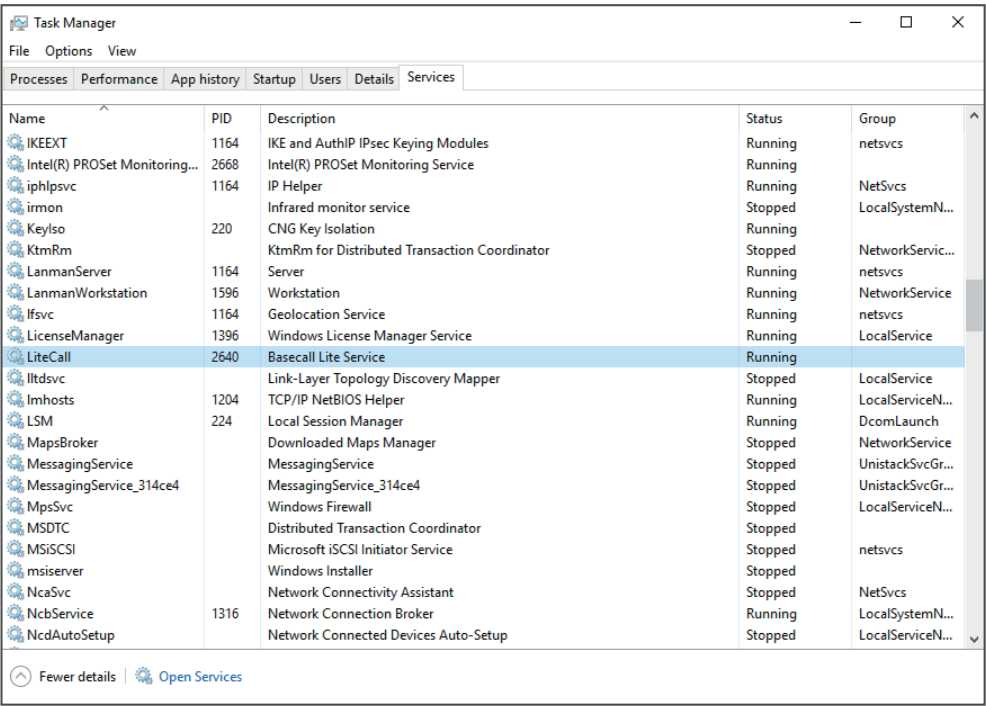 Task Manager
File Options View
Processes Performance App history Startup Users Details Services
Name PID Description Status Group
IKEEXT 1164 IKE and AuthIP IPsec Keying Modules Running netsvcs
Intel(R) PROSet Monitoring... 2668 Intel(R) PROSet Monitoring Service Running
iphlpsvc 1164 IP Helper Running NetSvcs
irmon Infrared monitor service Stopped LocalSystemN...
KeyIso 220 CNG Key Isolation Running
KtmRm KtmRm for Distributed Transaction Coordinator Stopped NetworkServic...
LanmanServer 1164 Server Running netsvcs
LanmanWorkstation 1596 Workstation Running NetworkService
lfsvc 1164 Geolocation Service Running netsvcs
LicenseManager 1396 Windows License Manager Service Running LocalService
LiteCall 2640 Basecall Lite Service Running
lltdsvc Link-Layer Topology Discovery Mapper Stopped LocalService
lmhosts 1204 TCP/IP NetBIOS Helper Running LocalServiceN...
LSM 224 Local Session Manager Running DcomLaunch
MapsBroker Downloaded Maps Manager Stopped NetworkService
MessagingService MessagingService Stopped UnistackSvcGr...
MessagingService_314ce4 MessagingService_314ce4 Stopped UnistackSvcGr...
MpsSvc Windows Firewall Stopped LocalServiceN...
MSDTC Distributed Transaction Coordinator Stopped
MSiSCSI Microsoft iSCSI Initiator Service Stopped netsvcs
msiserver Windows Installer Stopped
NcaSvc Network Connectivity Assistant Stopped NetSvcs
NcbService 1316 Network Connection Broker Running LocalSystemN...
NcdAutoSetup Network Connected Devices Auto-Setup Stopped LocalServiceN...
Fewer details Open Services